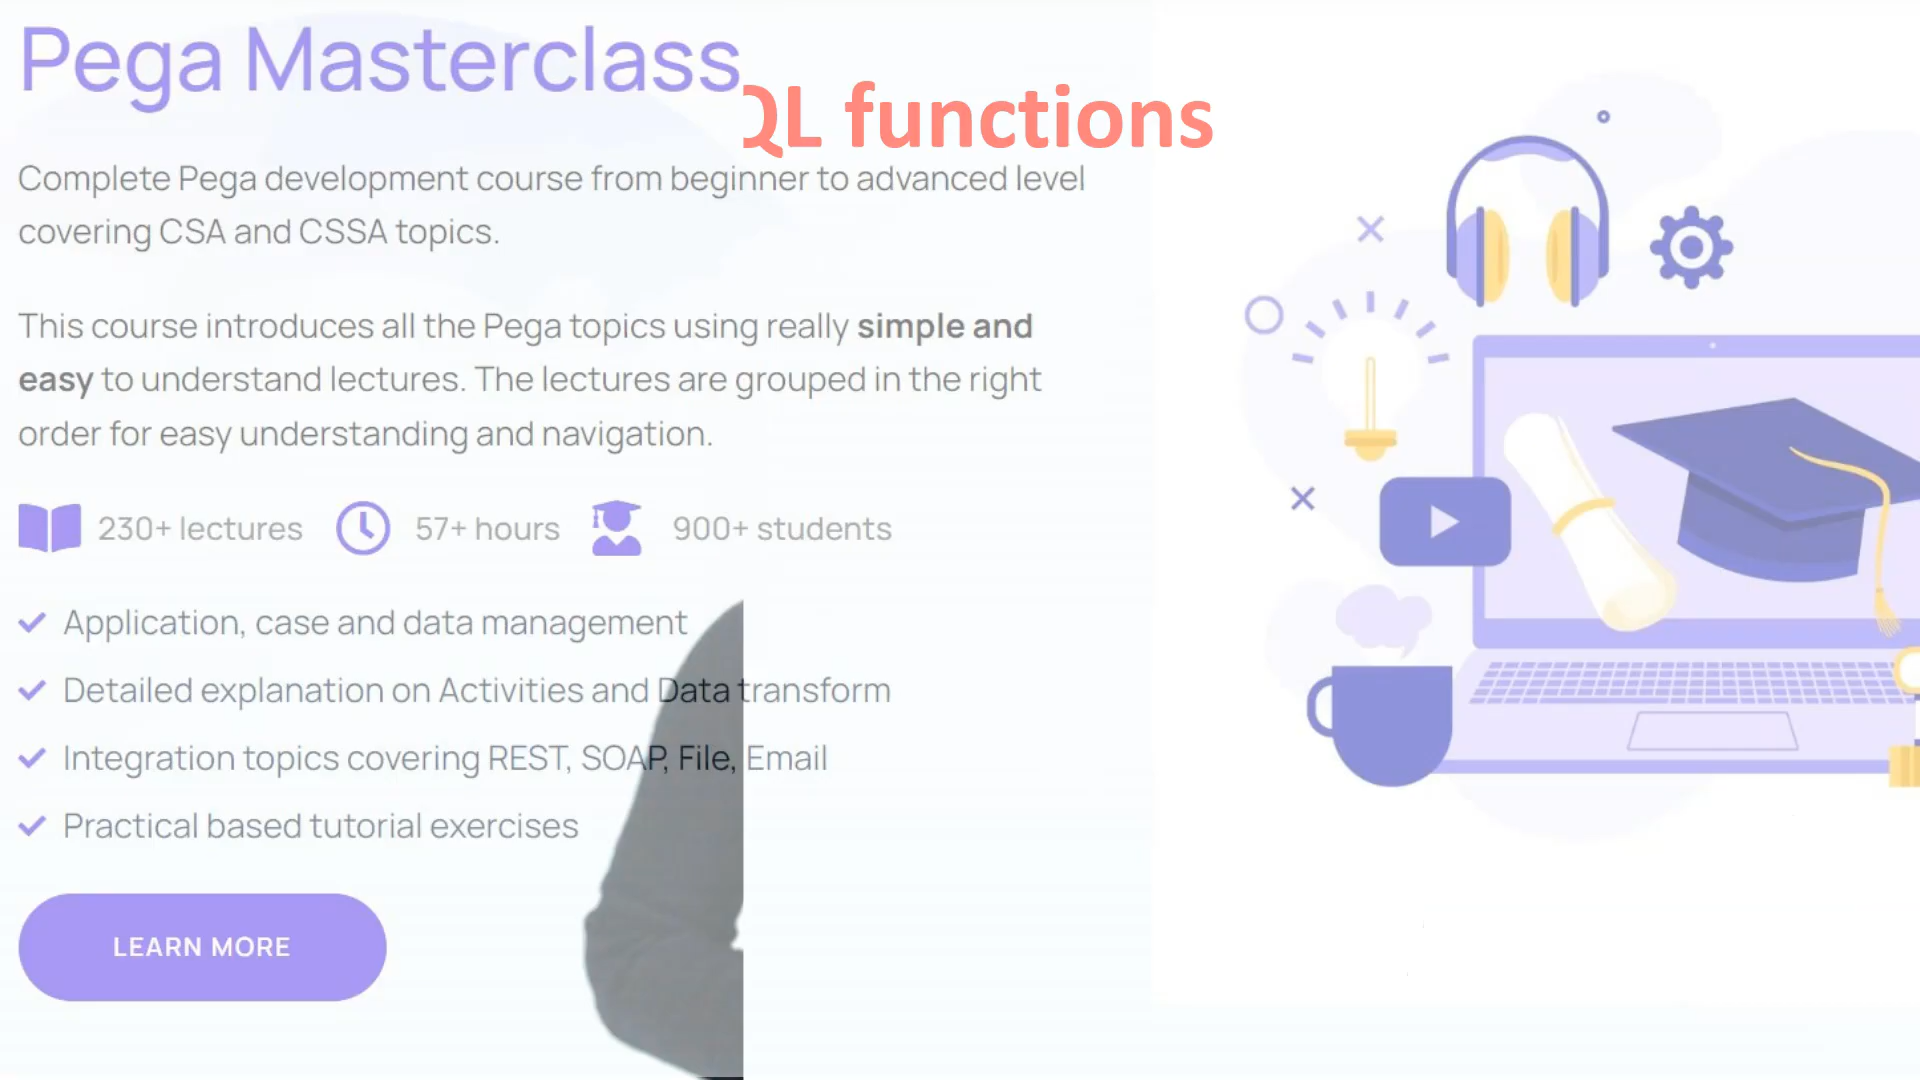 Pega Masterclass
QL functions
Complete Pega development course from beginner to advanced level
covering CSA and CSSA topics.
This course introduces all the Pega topics using really simple and
easy to understand lectures. The lectures are grouped in the right
order for easy understanding and navigation.
230+ lectures 57+ hours 900+ students
Application, case and data management
Detailed explanation on Activities and Data transform
Integration topics covering REST, SOAP, File, Email
Practical based tutorial exercises
LEARN MORE